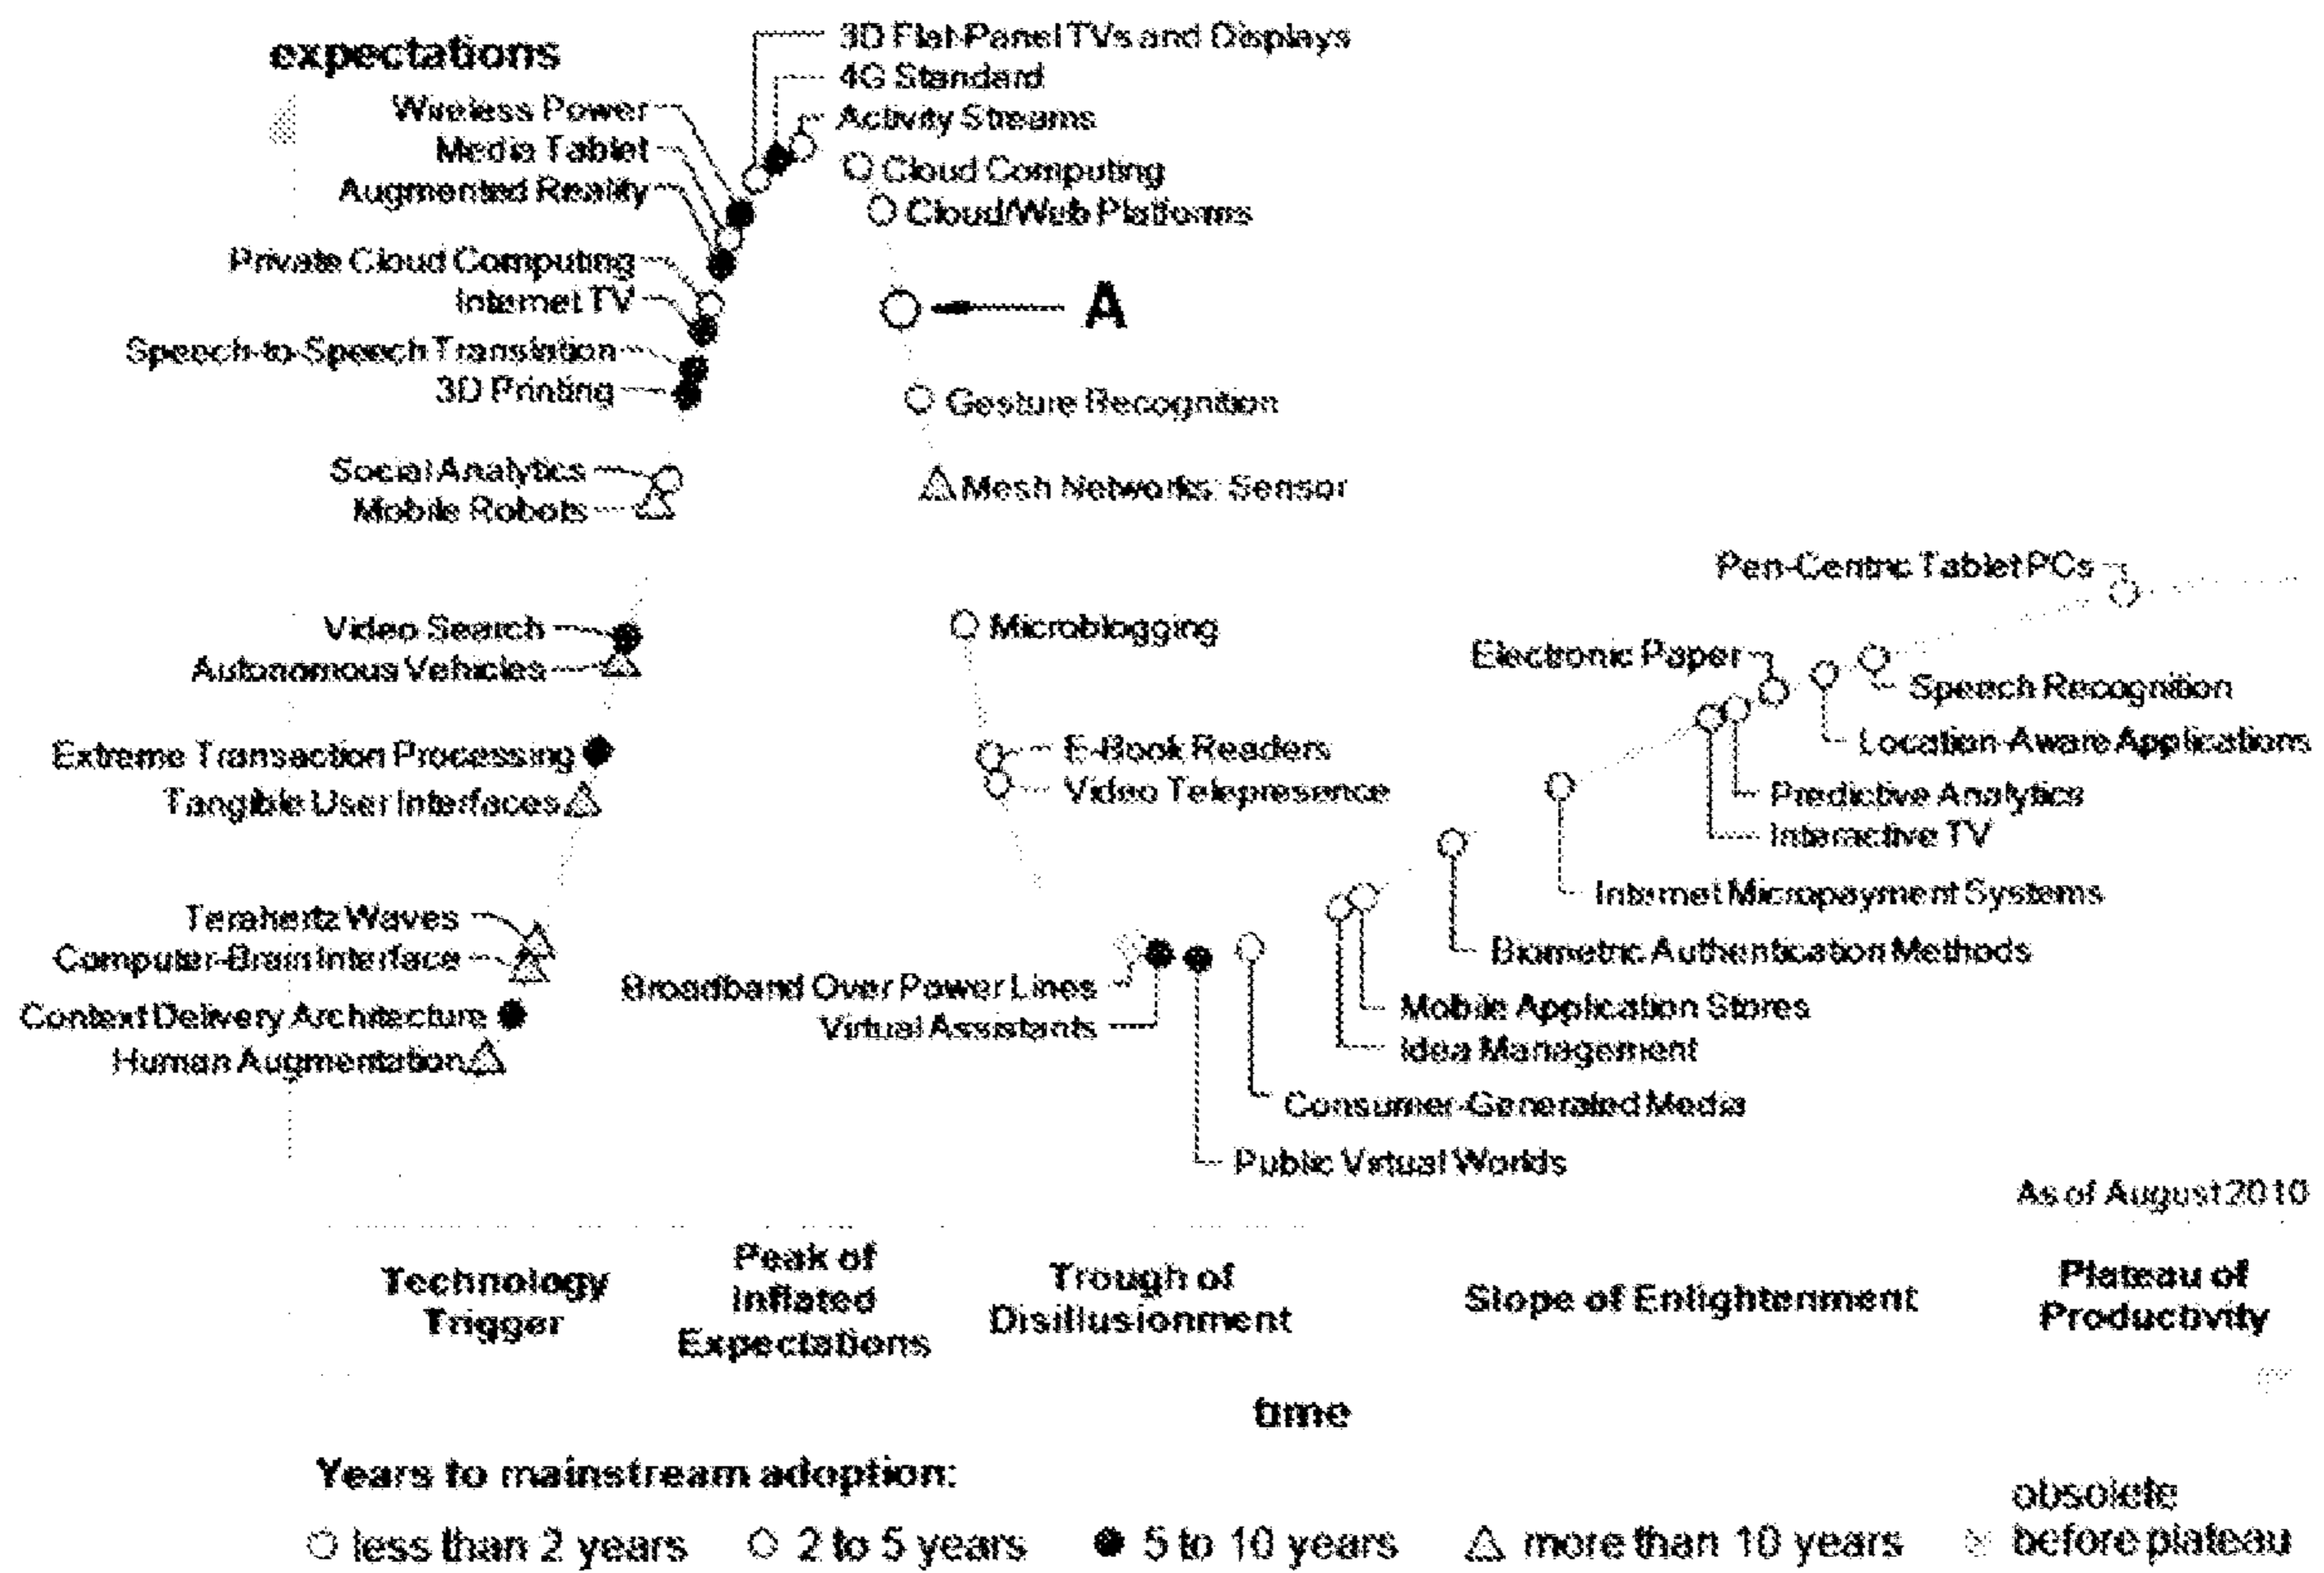 expectations
3D Flat-Panel TVs and Displays
4G Standard
Activity Streams
Wireless Power
Media Tablet
Augmented Reality
Cloud Computing
Cloud/Web Platforms
Private Cloud Computing
Internet TV
A
Speech-to-Speech Translation
3D Printing
Gesture Recognition
Social Analytics
Mobile Robots
Mesh Networks: Sensor
Pen-Centric Tablet PCs
Video Search
Autonomous Vehicles
Microblogging
Electronic Paper
Speech Recognition
Extreme Transaction Processing
Tangible User Interfaces
E-Book Readers
Video Telepresence
Location-Aware Applications
Predictive Analytics
Interactive TV
Internet Micropayment Systems
Terahertz Waves
Computer-Brain Interface
Context Delivery Architecture
Human Augmentation
Broadband Over Power Lines
Virtual Assistants
Biometric Authentication Methods
Mobile Application Stores
Idea Management
Consumer-Generated Media
Public Virtual Worlds
As of August 2010
Technology
Trigger
Peak of
Inflated
Expectations
Trough of
Disillusionment
Slope of Enlightenment
Plateau of
Productivity
time
Years to mainstream adoption:
less than 2 years
2 to 5 years
5 to 10 years
more than 10 years
obsolete
before plateau